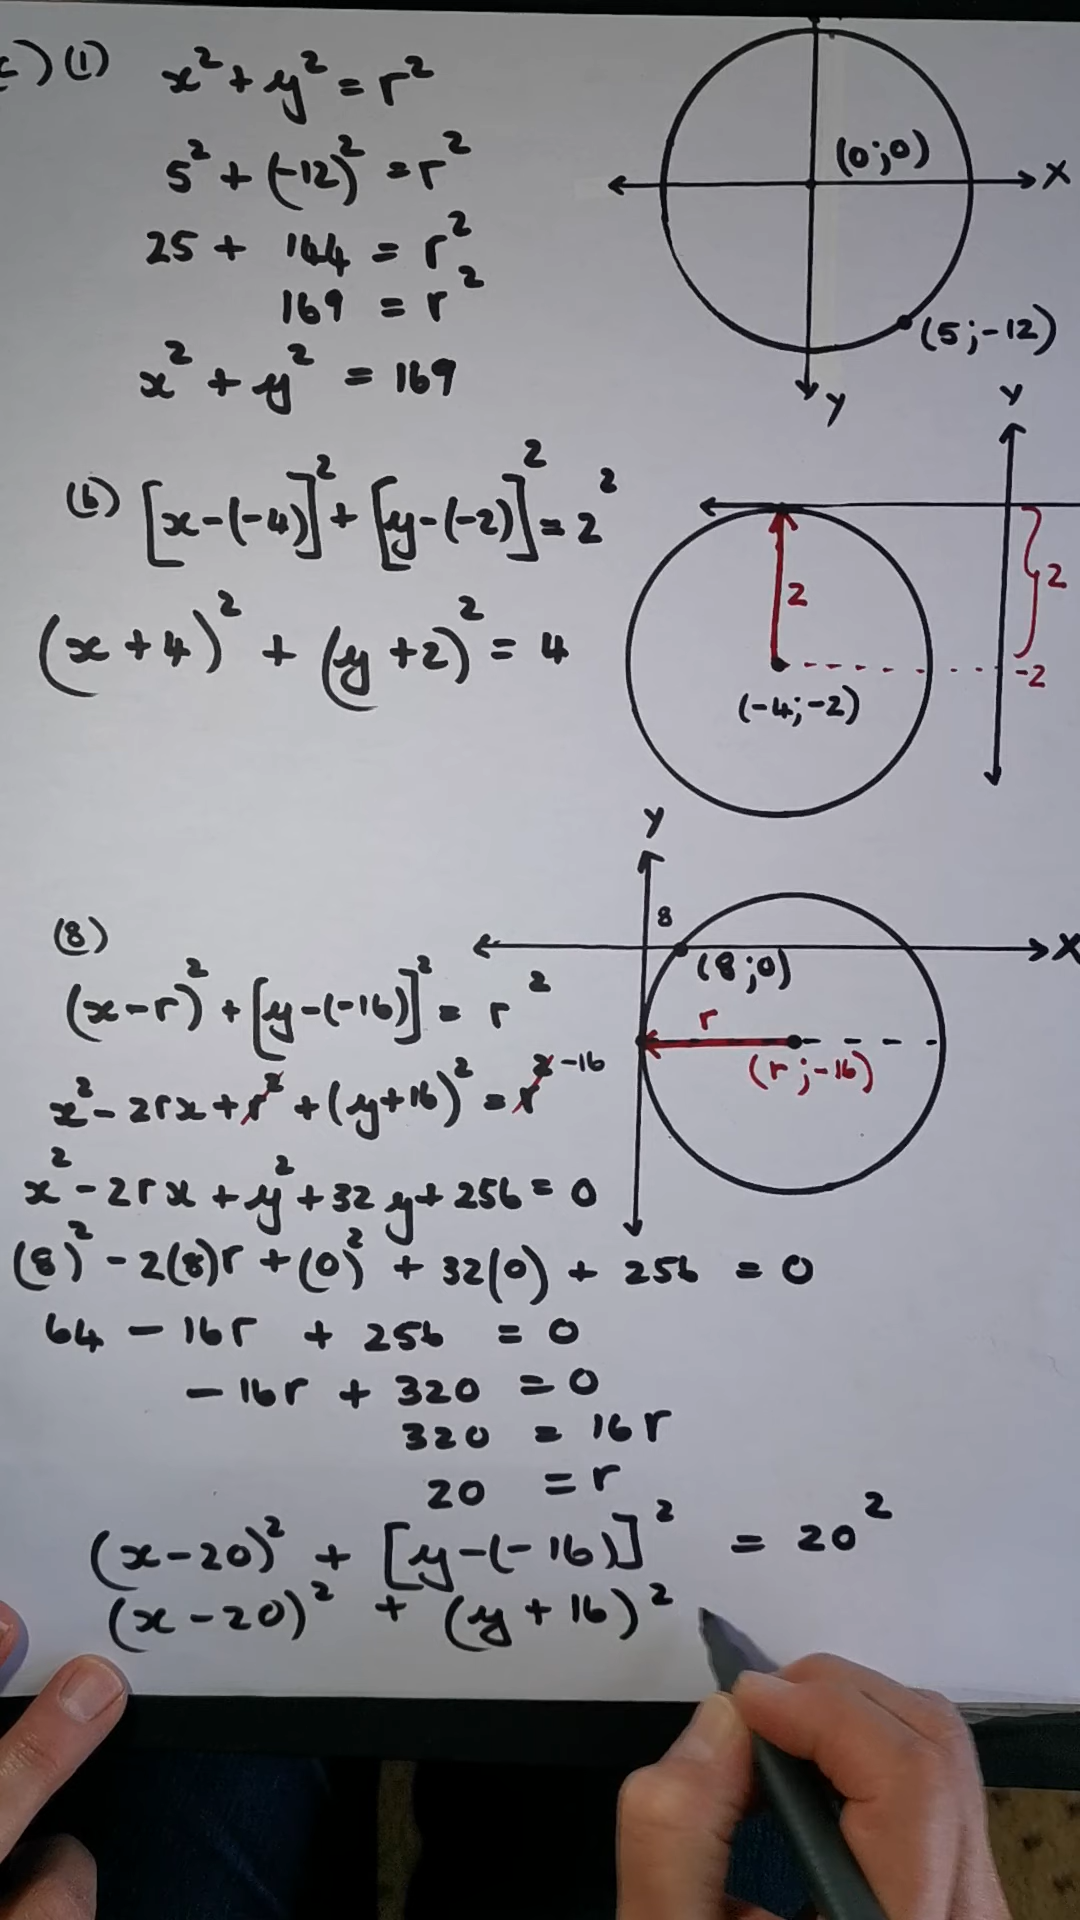 c) (1) x² + y² = r²
5² + (-12)² = r²
25 + 144 = r²
169 = r²
x² + y² = 169
(0;0)
X
(5;-12)
Y
(6) [x-(-4)]² + [y-(-2)]² = 2²
(x+4)² + (y+2)² = 4
Y
2
2
-2
(-4;-2)
(8)
(x-r)² + [y-(-16)]² = r²
x² - 2rx + r² + (y+16)² = r²
x² - 2rx + y² + 32y + 256 = 0
(8)² - 2(8)r + (0)² + 32(0) + 256 = 0
64 - 16r + 256 = 0
-16r + 320 = 0
320 = 16r
20 = r
(x-20)² + [y-(-16)]² = 20²
(x-20)² + (y+16)²
Y
8
X
(8;0)
r
(r;-16)
-16